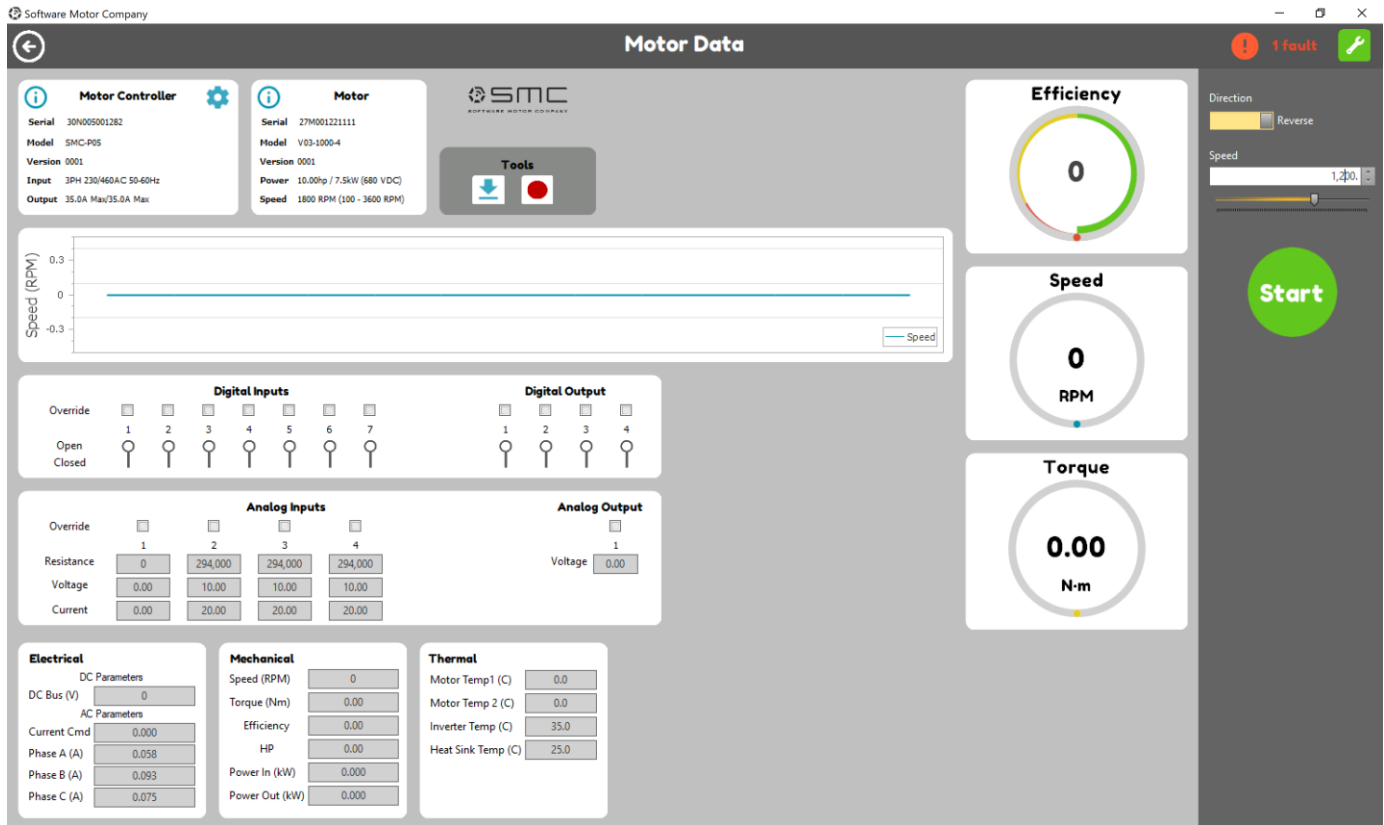 Software Motor Company
Motor Data
! 1 fault
Motor Controller
Serial 30N005001282
Model SMC-P05
Version 0001
Input 3PH 230/460AC 50-60Hz
Output 35.0A Max/35.0A Max
Motor
Serial 27M001221111
Model V03-1000-4
Version 0001
Power 10.00hp / 7.5kW (680 VDC)
Speed 1800 RPM (100 - 3600 RPM)
SMC
SOFTWARE MOTOR COMPANY
Tools
Efficiency
0
Direction
Reverse
Speed
1,200.
Start
Speed (RPM)
0.3
0
-0.3
Speed
Speed
0
RPM
Digital Inputs
Override
1 2 3 4 5 6 7
Open
Closed
Digital Output
1 2 3 4
Torque
0.00
N·m
Analog Inputs
Override
1 2 3 4
Resistance 0 294,000 294,000 294,000
Voltage 0.00 10.00 10.00 10.00
Current 0.00 20.00 20.00 20.00
Analog Output
1
Voltage 0.00
Electrical
DC Parameters
DC Bus (V) 0
AC Parameters
Current Cmd 0.000
Phase A (A) 0.058
Phase B (A) 0.093
Phase C (A) 0.075
Mechanical
Speed (RPM) 0
Torque (Nm) 0.00
Efficiency 0.00
HP 0.00
Power In (kW) 0.000
Power Out (kW) 0.000
Thermal
Motor Temp1 (C) 0.0
Motor Temp 2 (C) 0.0
Inverter Temp (C) 35.0
Heat Sink Temp (C) 25.0